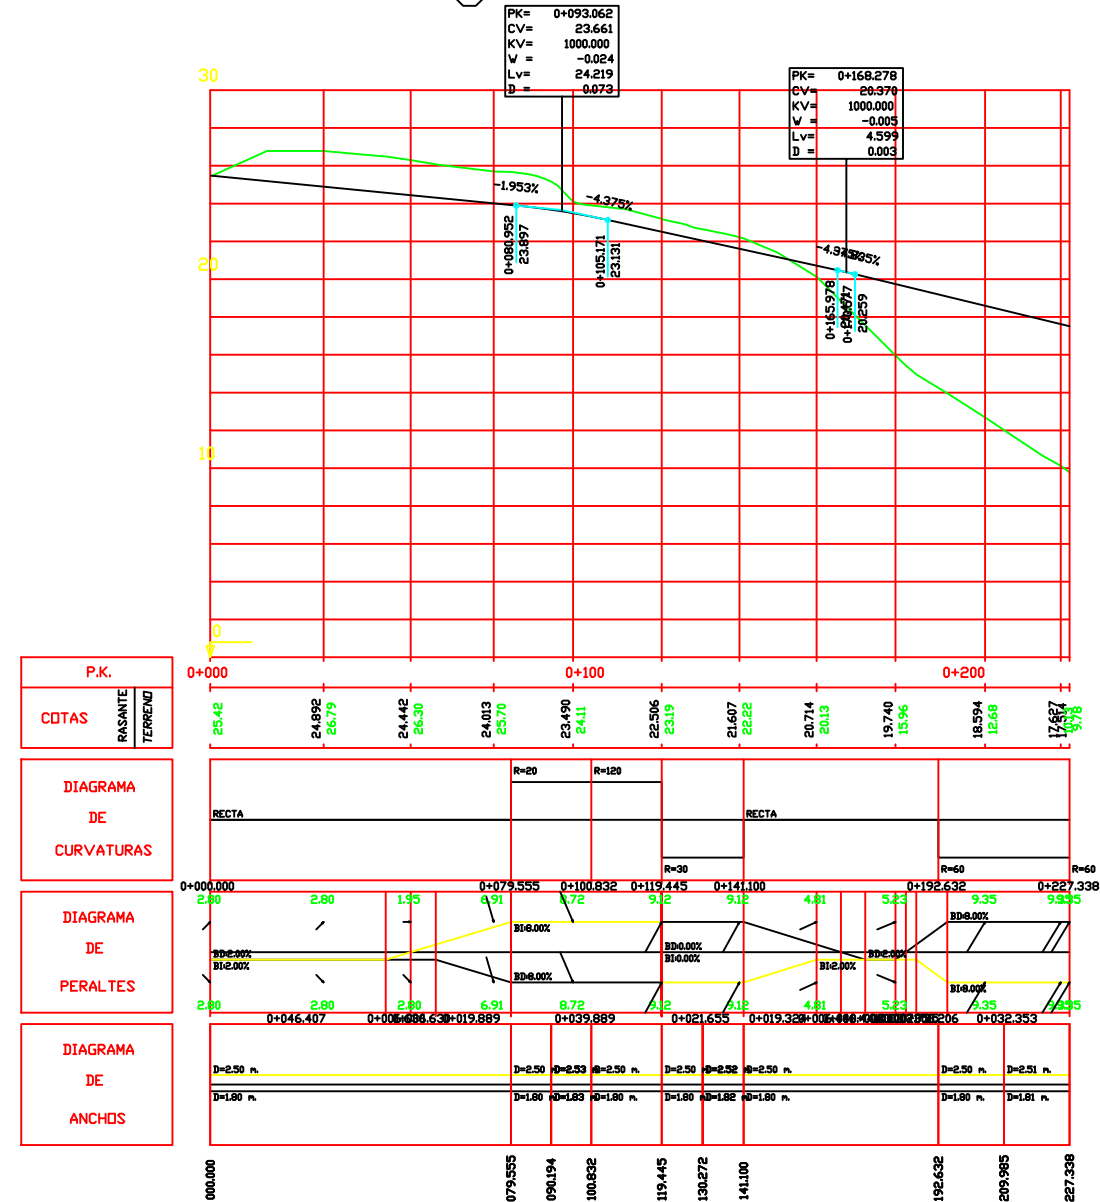 PK= 0+093.062
CV= 23.661
KV= 1000.000
W = -0.024
Lv= 24.219
D = 0.073
PK= 0+168.278
CV= 20.370
KV= 1000.000
W = -0.005
Lv= 4.599
D = 0.003
30
20
10
0
-1.953%
-4.375%
0+080.952
23.897
0+105.171
23.131
0+165.978
20.259
P.K.
0+000 0+100 0+200
COTAS
RASANTE
TERRENO
24.892 24.442 24.013 23.490 22.506 21.607 20.714 19.740 18.594 17.627 17.514
25.42 26.79 26.30 25.70 24.11 23.19 22.22 20.13 15.96 12.68 9.78
DIAGRAMA
DE
CURVATURAS
R=20 R=120
RECTA RECTA
R=30 R=60 R=60
0+000.000 0+079.555 0+100.832 0+119.445 0+141.100 0+192.632 0+227.338
DIAGRAMA
DE
PERALTES
2.80 2.80 1.95 6.91 8.72 9.12 9.12 4.81 5.23 9.35
BD=2.00%
BI=2.00%
BI=8.00%
BD=8.00%
BD=0.00%
BI=0.00%
BI=2.00%
BD=2.00%
BD=8.00%
BI=8.00%
2.80 2.80 2.80 6.91 8.72 9.12 9.12 4.81 5.23 9.35
0+046.407 0+019.889 0+039.889 0+021.655 0+032.353
DIAGRAMA
DE
ANCHOS
D=2.50 m. D=2.50 D=2.53 D=2.50 m. D=2.50 D=2.52 D=2.50 m. D=2.50 m. D=2.51 m.
D=1.80 m. D=1.80 D=1.83 D=1.80 m. D=1.80 D=1.82 D=1.80 m. D=1.80 m. D=1.81 m.
000.000 079.555 090.194 100.832 119.445 130.272 141.100 192.632 209.985 227.338